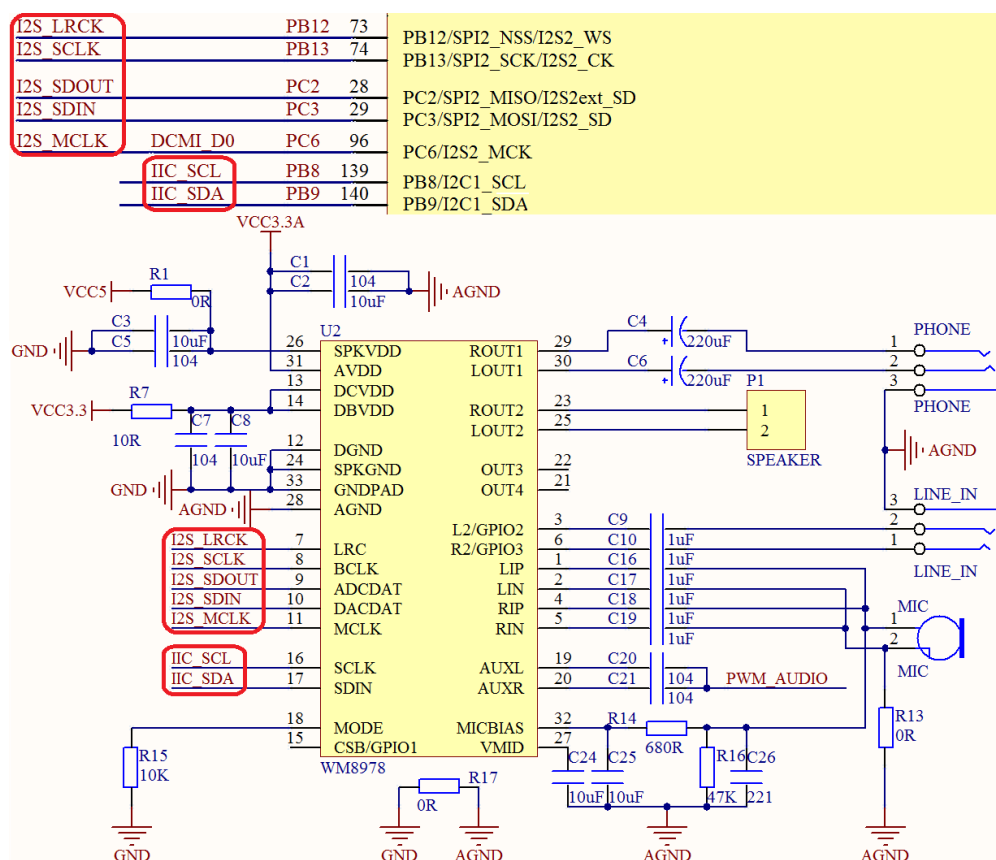 I2S_LRCK PB12 73 PB12/SPI2_NSS/I2S2_WS
I2S_SCLK PB13 74 PB13/SPI2_SCK/I2S2_CK
I2S_SDOUT PC2 28 PC2/SPI2_MISO/I2S2ext_SD
I2S_SDIN PC3 29 PC3/SPI2_MOSI/I2S2_SD
I2S_MCLK DCMI_D0 PC6 96 PC6/I2S2_MCK
IIC_SCL PB8 139 PB8/I2C1_SCL
IIC_SDA PB9 140 PB9/I2C1_SDA
VCC3.3A
C1 104
C2 10uF
AGND
R1
VCC5 0R
C3 10uF
C5 104
GND
U2
26 SPKVDD
31 AVDD
13 DCVDD
14 DBVDD
12 DGND
24 SPKGND
33 GNDPAD
28 AGND
7 LRC
8 BCLK
9 ADCDAT
10 DACDAT
11 MCLK
16 SCLK
17 SDIN
18 MODE
15 CSB/GPIO1
WM8978
R7
VCC3.3
10R
C7 C8
104 10uF
GND
AGND
I2S_LRCK
I2S_SCLK
I2S_SDOUT
I2S_SDIN
I2S_MCLK
IIC_SCL
IIC_SDA
R15
10K
GND
R17
0R
GND AGND
ROUT1 29
LOUT1 30
ROUT2 23
LOUT2 25
OUT3 22
OUT4 21
L2/GPIO2 3
R2/GPIO3 6
LIP 1
LIN 2
RIP 4
RIN 5
AUXL 19
AUXR 20
MICBIAS 32
VMID 27
C4 + 220uF
C6 + 220uF
PHONE
1
2
3
PHONE
P1
1
2
SPEAKER
AGND
LINE_IN
3
2
1
LINE_IN
C9 1uF
C10 1uF
C16 1uF
C17 1uF
C18 1uF
C19 1uF
MIC
1
2
MIC
C20 104
C21 104
PWM_AUDIO
R14
680R
R13
0R
C24 C25 R16 C26
10uF 10uF 47K 221
AGND AGND